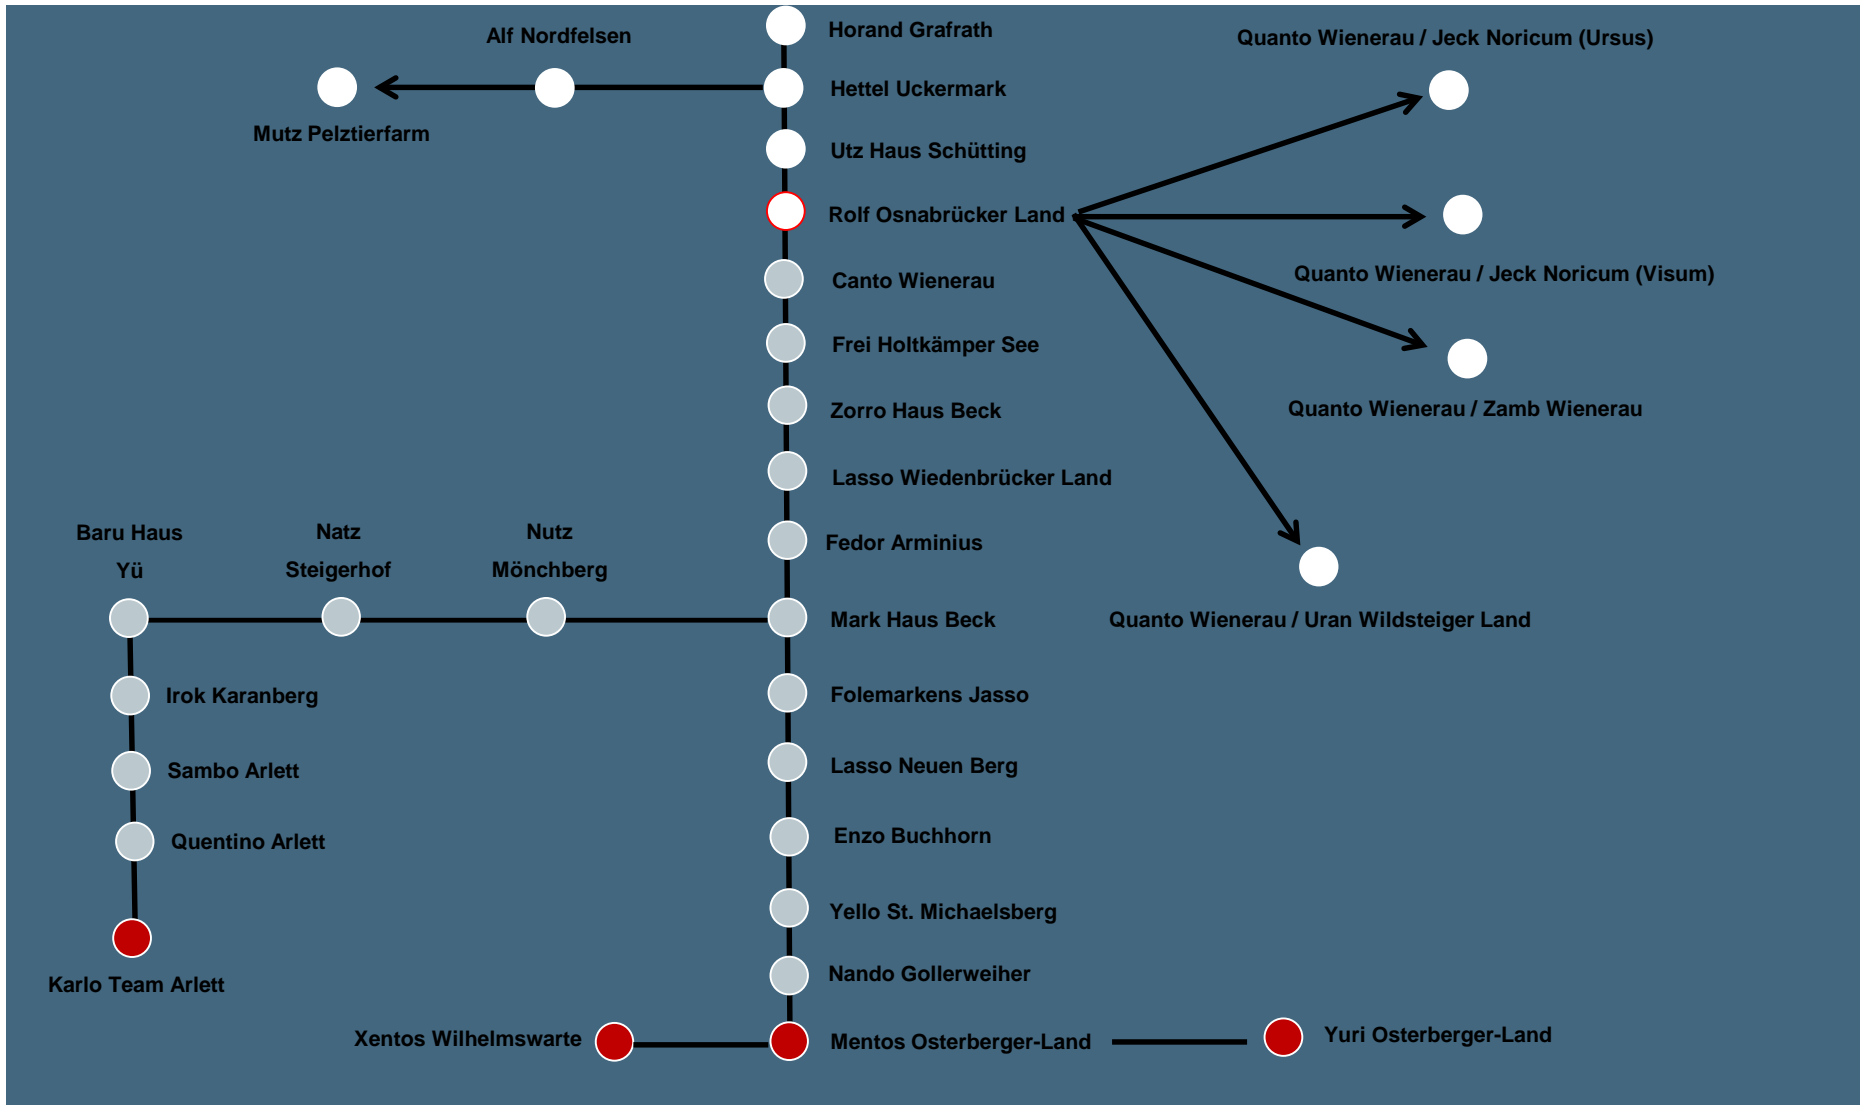 Horand Grafrath
Alf Nordfelsen
Quanto Wienerau / Jeck Noricum (Ursus)
Hettel Uckermark
Mutz Pelztierfarm
Utz Haus Schütting
Rolf Osnabrücker Land
Quanto Wienerau / Jeck Noricum (Visum)
Canto Wienerau
Frei Holtkämper See
Quanto Wienerau / Zamb Wienerau
Zorro Haus Beck
Lasso Wiedenbrücker Land
Baru Haus
Yü
Natz
Steigerhof
Nutz
Mönchberg
Fedor Arminius
Mark Haus Beck
Quanto Wienerau / Uran Wildsteiger Land
Irok Karanberg
Folemarkens Jasso
Sambo Arlett
Lasso Neuen Berg
Quentino Arlett
Enzo Buchhorn
Yello St. Michaelsberg
Karlo Team Arlett
Nando Gollerweiher
Xentos Wilhelmswarte
Mentos Osterberger-Land
Yuri Osterberger-Land